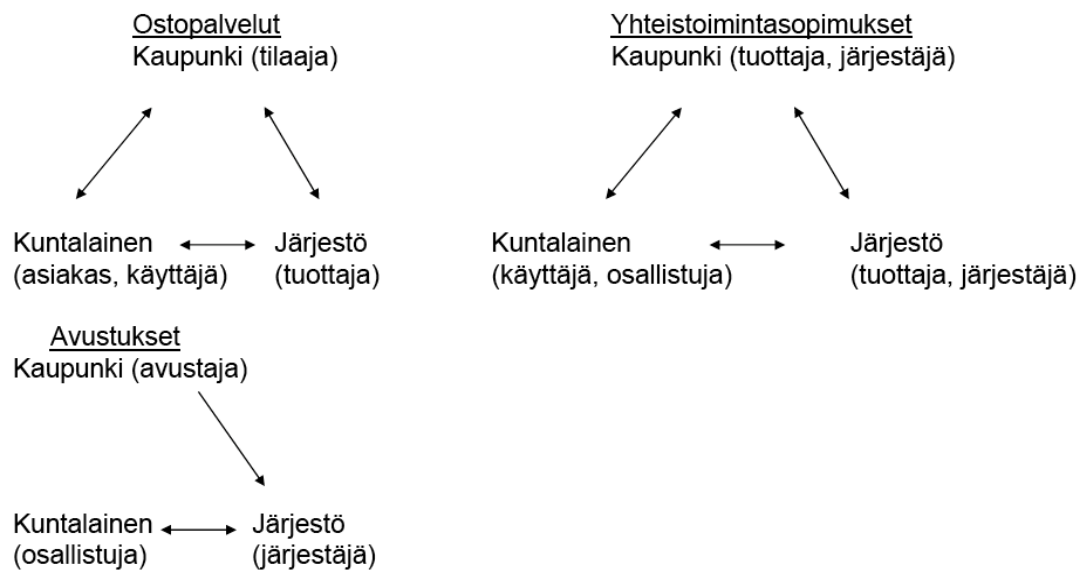 Ostopalvelut
Kaupunki (tilaaja)
Kuntalainen
(asiakas, käyttäjä)
Järjestö
(tuottaja)
Yhteistoimintasopimukset
Kaupunki (tuottaja, järjestäjä)
Kuntalainen
(käyttäjä, osallistuja)
Järjestö
(tuottaja, järjestäjä)
Avustukset
Kaupunki (avustaja)
Kuntalainen
(osallistuja)
Järjestö
(järjestäjä)